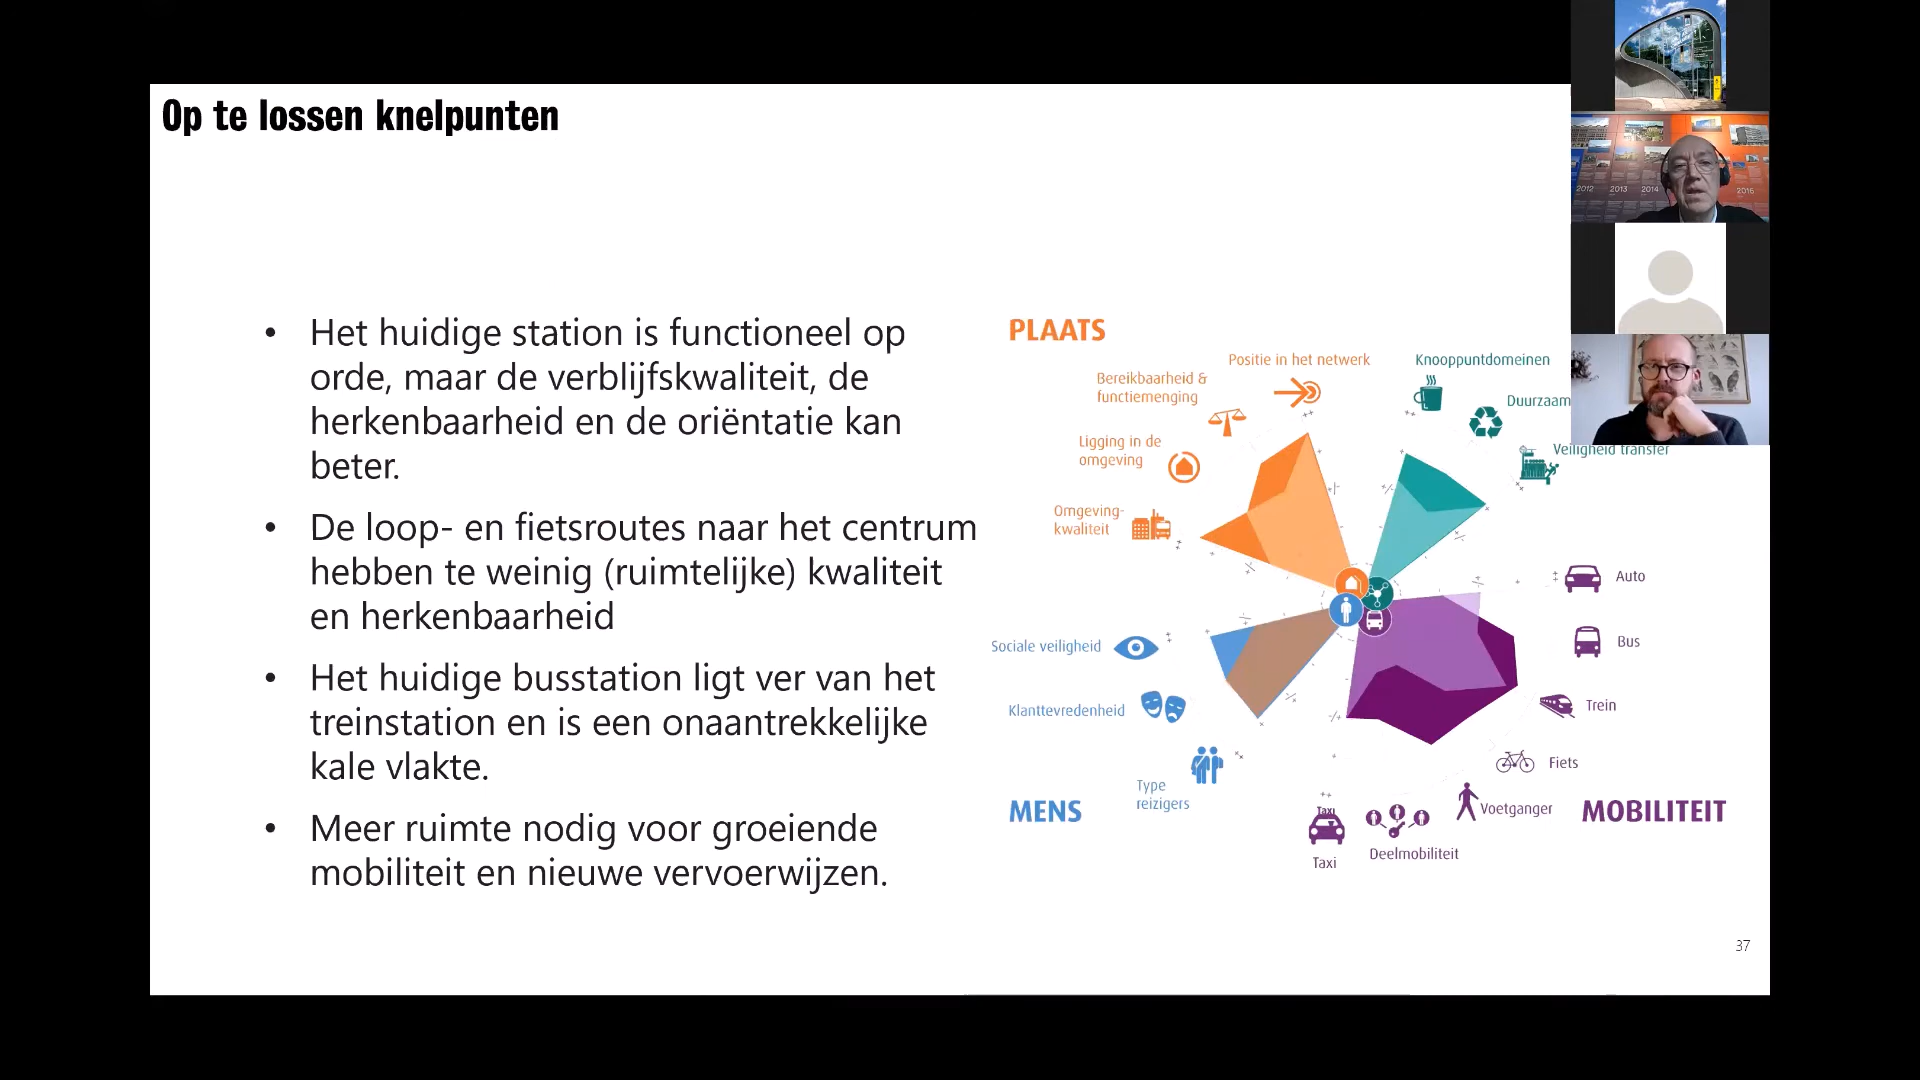 Op te lossen knelpunten
• Het huidige station is functioneel op
orde, maar de verblijfskwaliteit, de
herkenbaarheid en de oriëntatie kan
beter.
• De loop- en fietsroutes naar het centrum
hebben te weinig (ruimtelijke) kwaliteit
en herkenbaarheid
• Het huidige busstation ligt ver van het
treinstation en is een onaantrekkelijke
kale vlakte.
• Meer ruimte nodig voor groeiende
mobiliteit en nieuwe vervoerwijzen.
PLAATS
Positie in het netwerk
Bereikbaarheid &
functiemenging
Ligging in de
omgeving
Omgeving-
kwaliteit
Knooppuntdomeinen
Duurzaam
Veiligheid transfer
Auto
Bus
Trein
Fiets
Voetganger
MOBILITEIT
Deelmobiliteit
Taxi
Taxi
Sociale veiligheid
Klanttevredenheid
Type
reizigers
MENS
37
2012 2013 2014 2016